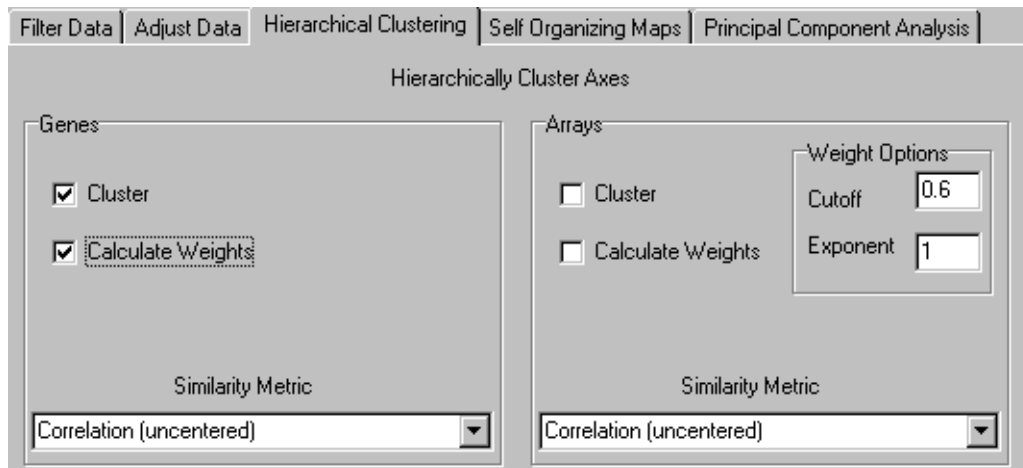 Filter Data Adjust Data Hierarchical Clustering Self Organizing Maps Principal Component Analysis
Hierarchically Cluster Axes
Genes
Cluster
Calculate Weights
Similarity Metric
Correlation (uncentered)
Arrays
Cluster
Calculate Weights
Weight Options
Cutoff 0.6
Exponent 1
Similarity Metric
Correlation (uncentered)